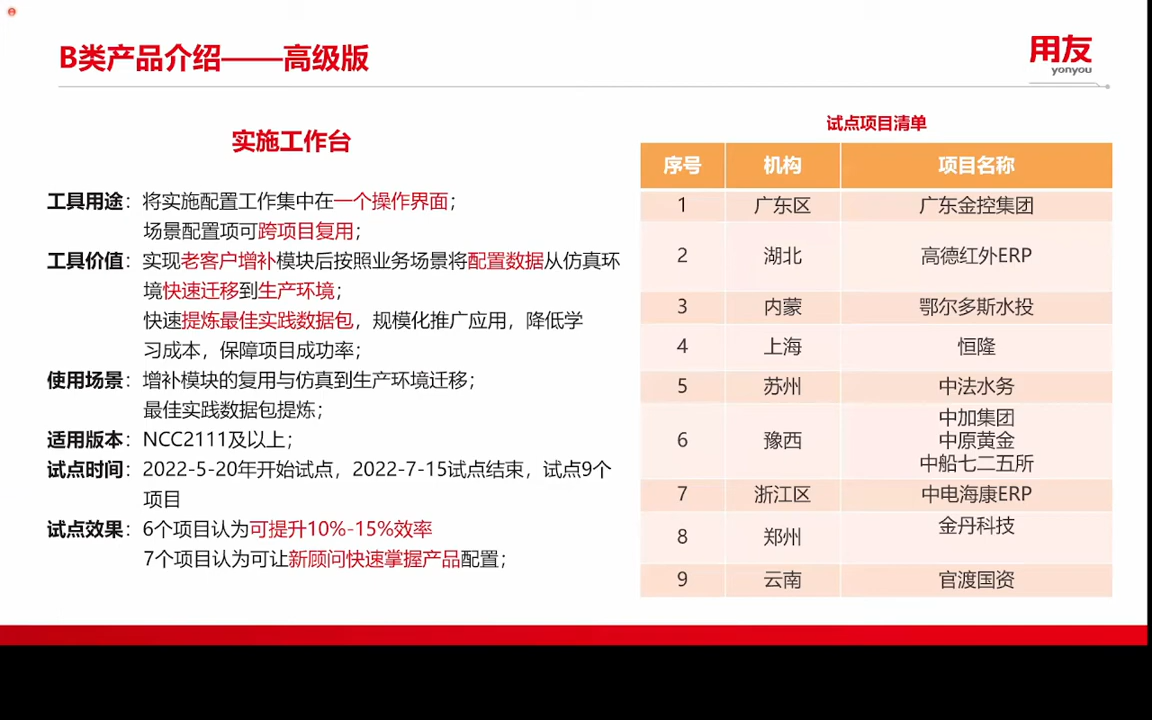 B类产品介绍——高级版
用友
yonyou
实施工作台
工具用途：将实施配置工作集中在一个操作界面；
场景配置项可跨项目复用；
工具价值：实现老客户增补模块后按照业务场景将配置数据从仿真环
境快速迁移到生产环境；
快速提炼最佳实践数据包，规模化推广应用，降低学
习成本，保障项目成功率；
使用场景：增补模块的复用与仿真到生产环境迁移；
最佳实践数据包提炼；
适用版本：NCC2111及以上；
试点时间：2022-5-20年开始试点，2022-7-15试点结束，试点9个
项目
试点效果：6个项目认为可提升10%-15%效率
7个项目认为可让新顾问快速掌握产品配置；
试点项目清单
序号 机构 项目名称
1 广东区 广东金控集团
2 湖北 高德红外ERP
3 内蒙 鄂尔多斯水投
4 上海 恒隆
5 苏州 中法水务
6 豫西 中加集团
中原黄金
中船七二五所
7 浙江区 中电海康ERP
8 郑州 金丹科技
9 云南 官渡国资